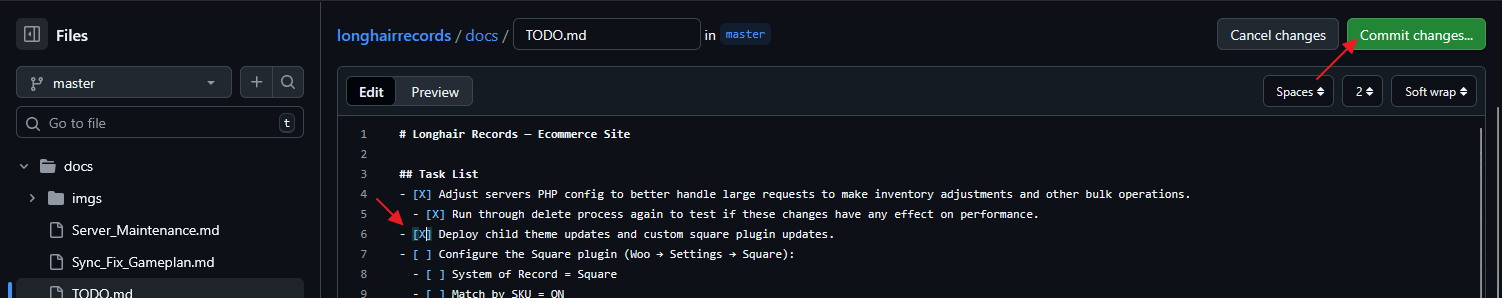 Files
master
Go to file
t
docs
imgs
Server_Maintenance.md
Sync_Fix_Gameplan.md
TODO.md
longhairrecords / docs / TODO.md in master
Cancel changes
Commit changes...
Edit
Preview
Spaces
2
Soft wrap
1 # Longhair Records — Ecommerce Site
2
3 ## Task List
4 - [X] Adjust servers PHP config to better handle large requests to make inventory adjustments and other bulk operations.
5 - [X] Run through delete process again to test if these changes have any effect on performance.
6 - [X] Deploy child theme updates and custom square plugin updates.
7 - [ ] Configure the Square plugin (Woo → Settings → Square):
8 - [ ] System of Record = Square
9 - [ ] Match by SKU = ON